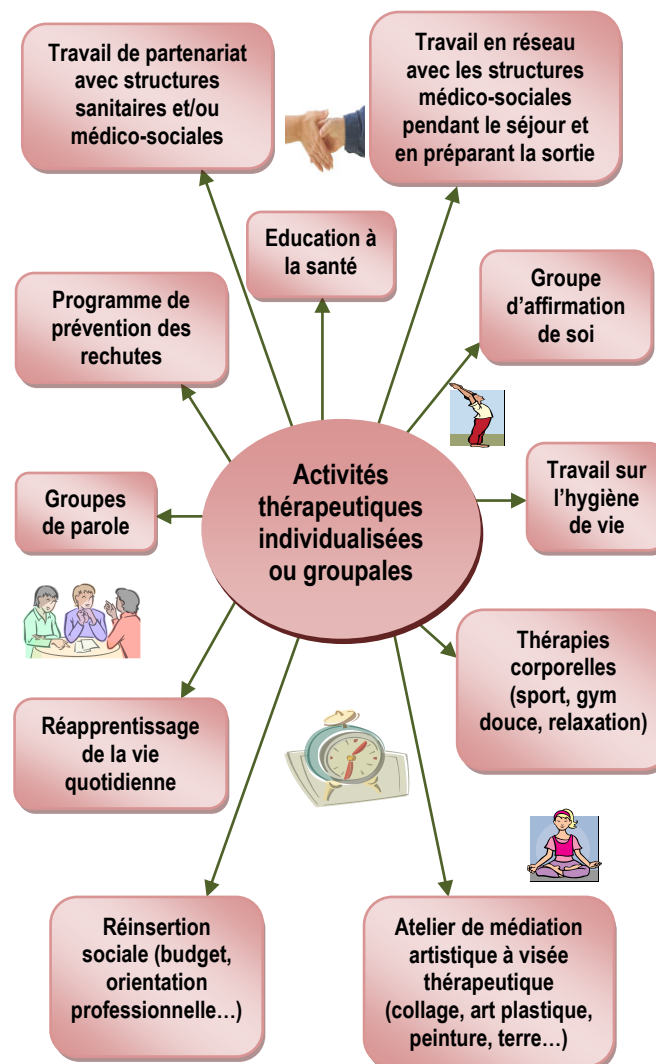 Travail de partenariat
avec structures
sanitaires et/ou
médico-sociales
Travail en réseau
avec les structures
médico-sociales
pendant le séjour et
en préparant la sortie
Education à
la santé
Programme de
prévention des
rechutes
Groupe
d’affirmation
de soi
Activités
thérapeutiques
individualisées
ou groupales
Groupes
de parole
Travail sur
l’hygiène
de vie
Thérapies
corporelles
(sport, gym
douce, relaxation)
Réapprentissage
de la vie
quotidienne
Réinsertion
sociale (budget,
orientation
professionnelle…)
Atelier de médiation
artistique à visée
thérapeutique
(collage, art plastique,
peinture, terre…)